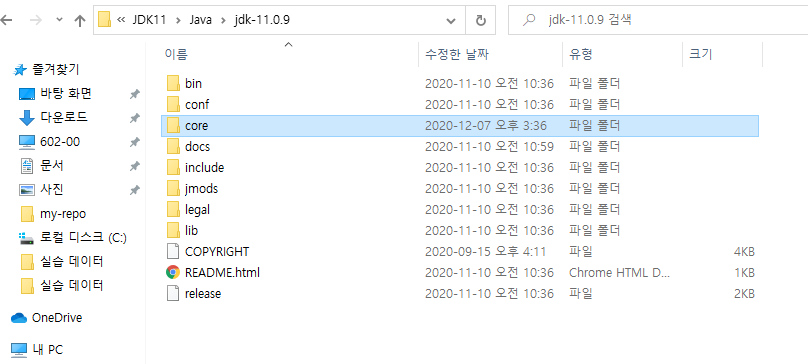 « JDK11 > Java > jdk-11.0.9
jdk-11.0.9 검색
이름 수정한 날짜 유형 크기
즐겨찾기
바탕 화면
다운로드
602-00
문서
사진
my-repo
로컬 디스크 (C:)
실습 데이터
실습 데이터
OneDrive
내 PC
bin 2020-11-10 오전 10:36 파일 폴더
conf 2020-11-10 오전 10:36 파일 폴더
core 2020-12-07 오후 3:36 파일 폴더
docs 2020-11-10 오전 10:59 파일 폴더
include 2020-11-10 오전 10:36 파일 폴더
jmods 2020-11-10 오전 10:36 파일 폴더
legal 2020-11-10 오전 10:36 파일 폴더
lib 2020-11-10 오전 10:36 파일 폴더
COPYRIGHT 2020-09-15 오후 4:11 파일 4KB
README.html 2020-11-10 오전 10:36 Chrome HTML D... 1KB
release 2020-11-10 오전 10:36 파일 2KB